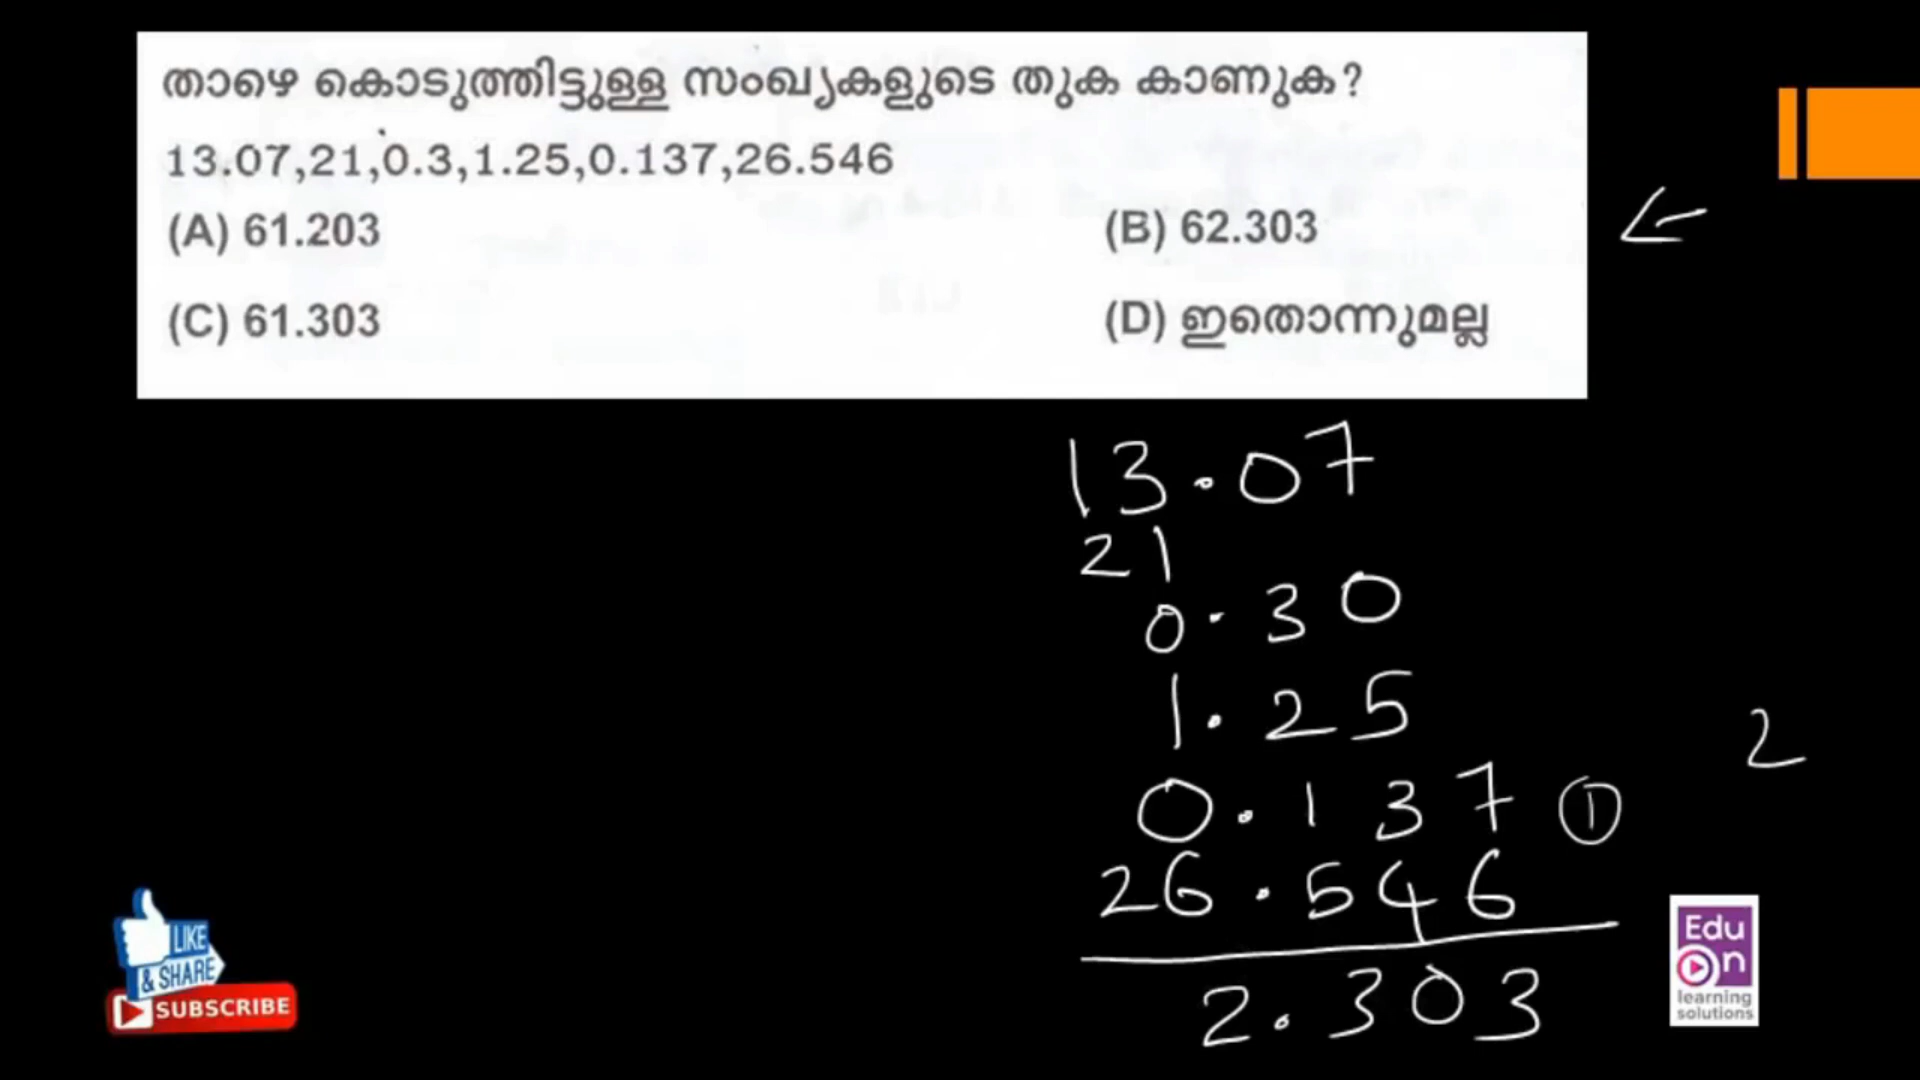 താഴെ കൊടുത്തിട്ടുള്ള സംഖ്യകളുടെ തുക കാണുക?
13.07,21,0.3,1.25,0.137,26.546
(A) 61.203
(B) 62.303
(C) 61.303
(D) ഇതൊന്നുമല്ല
13.07
21
0.30
1.25
2
0.137 1
26.546
2.303
LIKE
& SHARE
SUBSCRIBE
Edu
On
learning
solutions